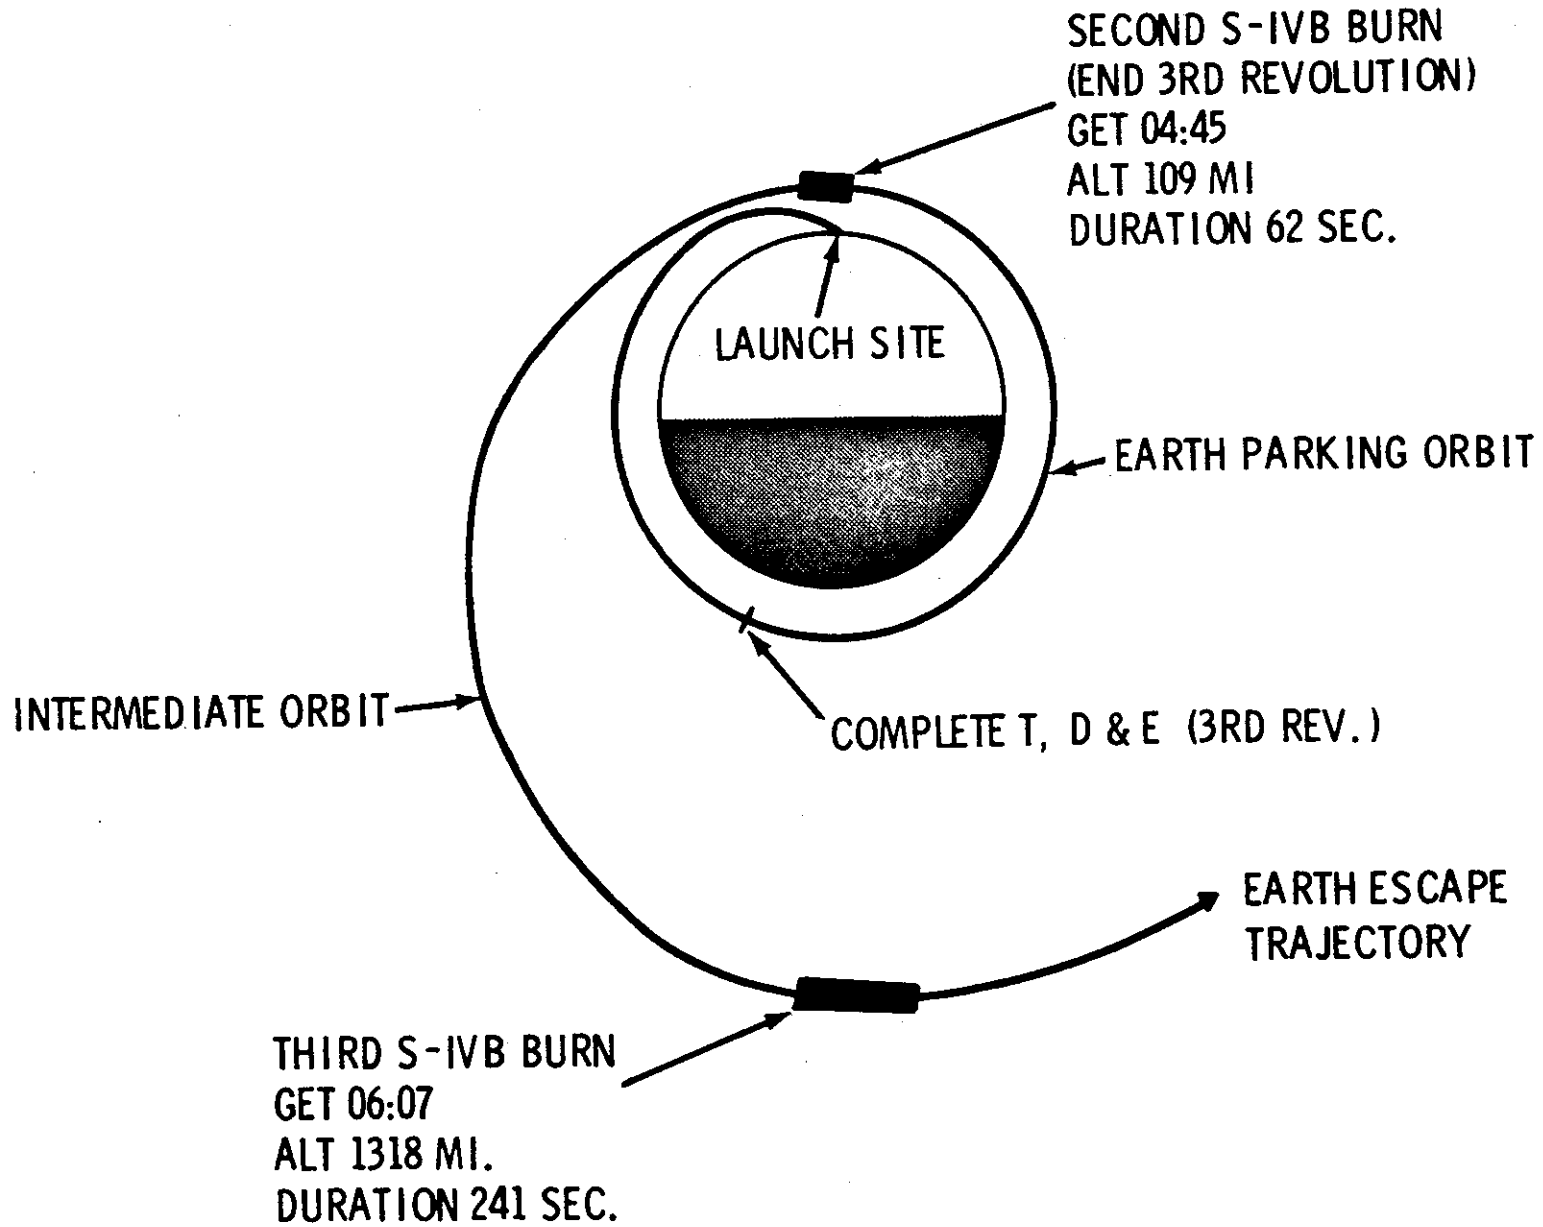 SECOND S-IVB BURN
(END 3RD REVOLUTION)
GET 04:45
ALT 109 MI
DURATION 62 SEC.
LAUNCH SITE
EARTH PARKING ORBIT
INTERMEDIATE ORBIT
COMPLETE T, D & E (3RD REV.)
EARTH ESCAPE
TRAJECTORY
THIRD S-IVB BURN
GET 06:07
ALT 1318 MI.
DURATION 241 SEC.